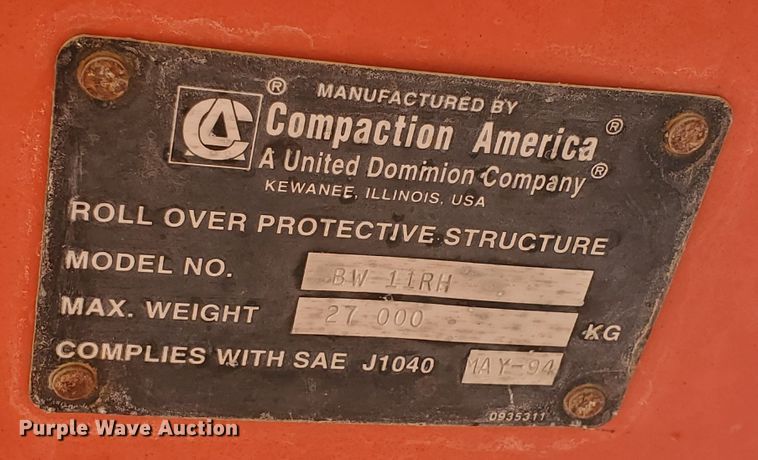 MANUFACTURED BY
Compaction America®
A United Dominion Company®
KEWANEE, ILLINOIS, USA
ROLL OVER PROTECTIVE STRUCTURE
MODEL NO. BW 11RH
MAX. WEIGHT 27 000 KG
COMPLIES WITH SAE J1040 MAY-94
0935311
Purple Wave Auction
CA®